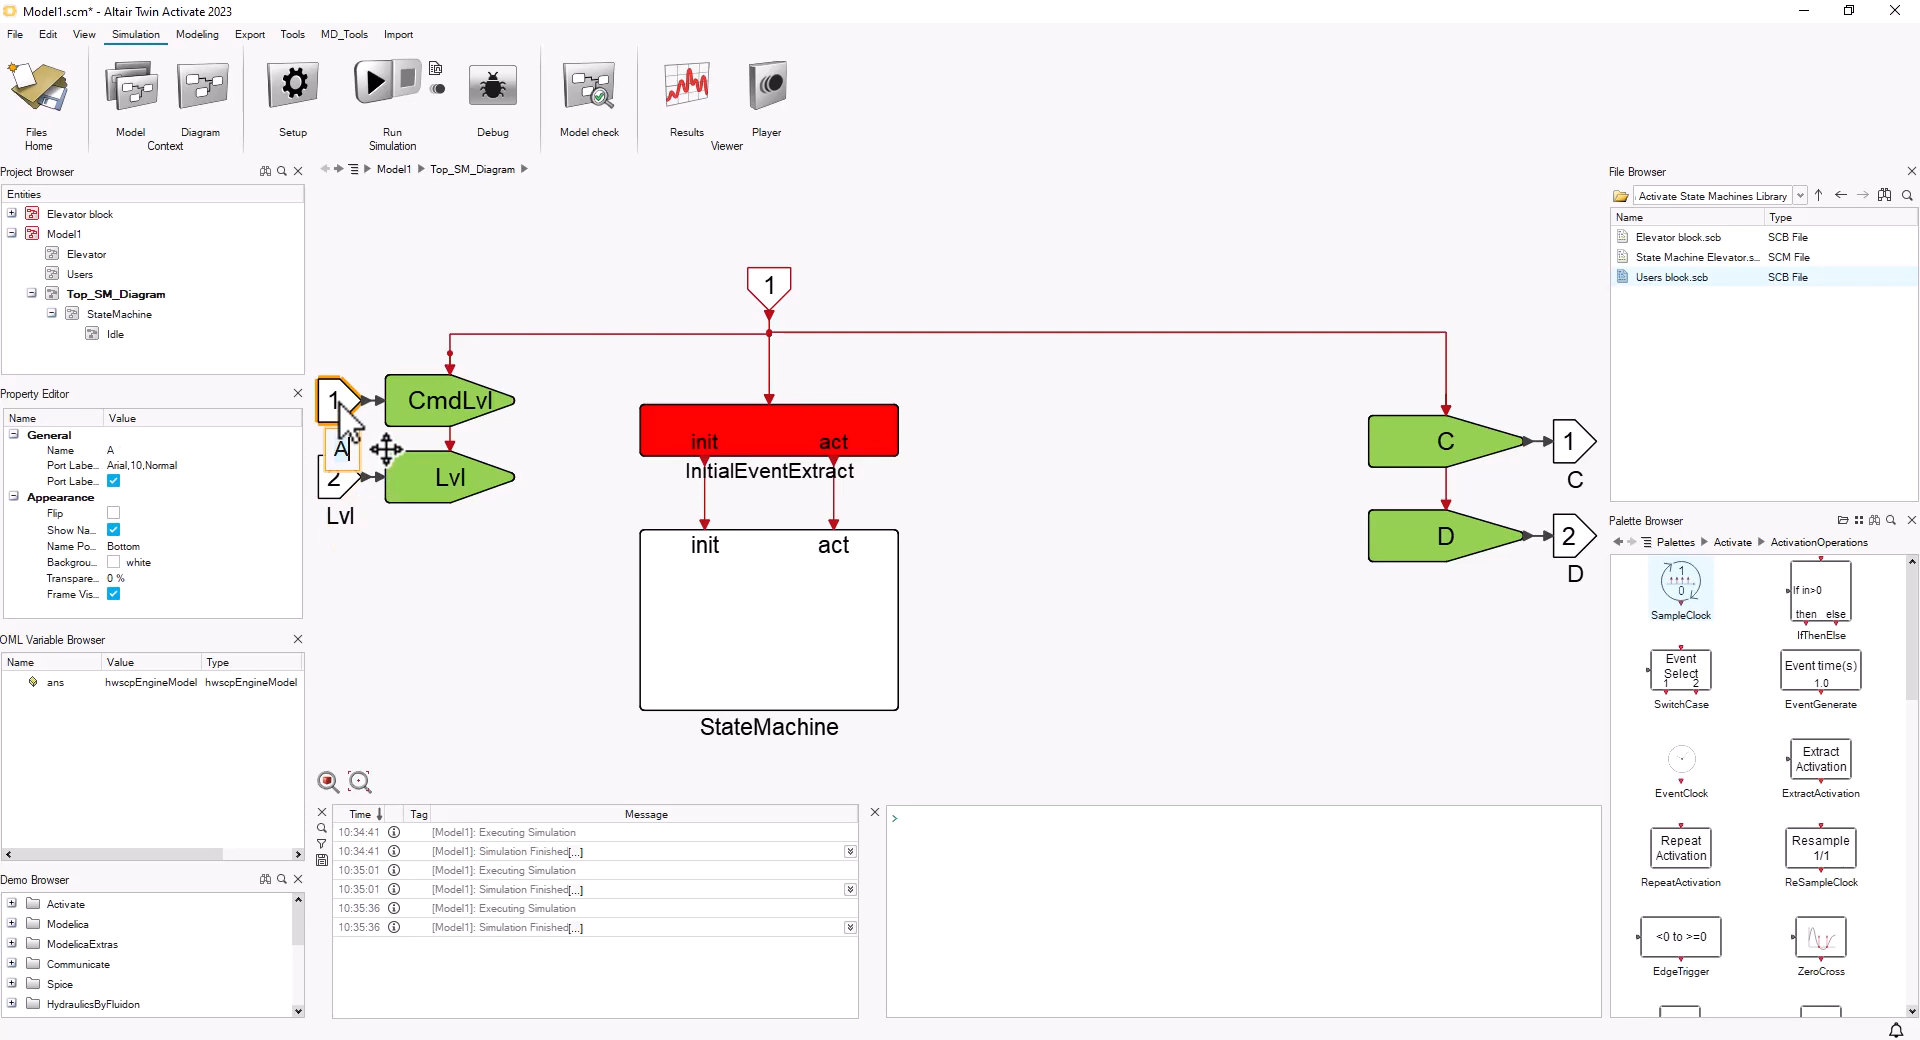 Model1.scm* - Altair Twin Activate 2023
File Edit View Simulation Modeling Export Tools MD_Tools Import
Files Model Diagram Setup Run Debug Model check Results Player
Home Context Simulation Viewer
Project Browser
Entities
Elevator block
Model1
Elevator
Users
Top_SM_Diagram
StateMachine
Idle
Property Editor
Name Value
General
Name A
Port Labe... Arial,10,Normal
Port Labe...
Appearance
Flip
Show Na...
Name Po... Bottom
Backgrou... white
Transpare... 0 %
Frame Vis...
OML Variable Browser
Name Value Type
ans hwscpEngineModel hwscpEngineModel
Demo Browser
Activate
Modelica
ModelicaExtras
Communicate
Spice
HydraulicsByFluidon
Model1 Top_SM_Diagram
1
1 CmdLvl
A
2 Lvl
Lvl
init act
InitialEventExtract
init act
StateMachine
C 1
C
D 2
D
Time Tag Message
10:34:41 [Model1]: Executing Simulation
10:34:41 [Model1]: Simulation Finished[...]
10:35:01 [Model1]: Executing Simulation
10:35:01 [Model1]: Simulation Finished[...]
10:35:36 [Model1]: Executing Simulation
10:35:36 [Model1]: Simulation Finished[...]
>
File Browser
Activate State Machines Library
Name Type
Elevator block.scb SCB File
State Machine Elevator.s... SCM File
Users block.scb SCB File
Palette Browser
Palettes Activate ActivationOperations
1
0
SampleClock
If in>0
then else
IfThenElse
Event
Select
1 2
SwitchCase
Event time(s)
1.0
EventGenerate
EventClock
Extract
Activation
ExtractActivation
Repeat
Activation
RepeatActivation
Resample
1/1
ReSampleClock
<0 to >=0
EdgeTrigger
ZeroCross